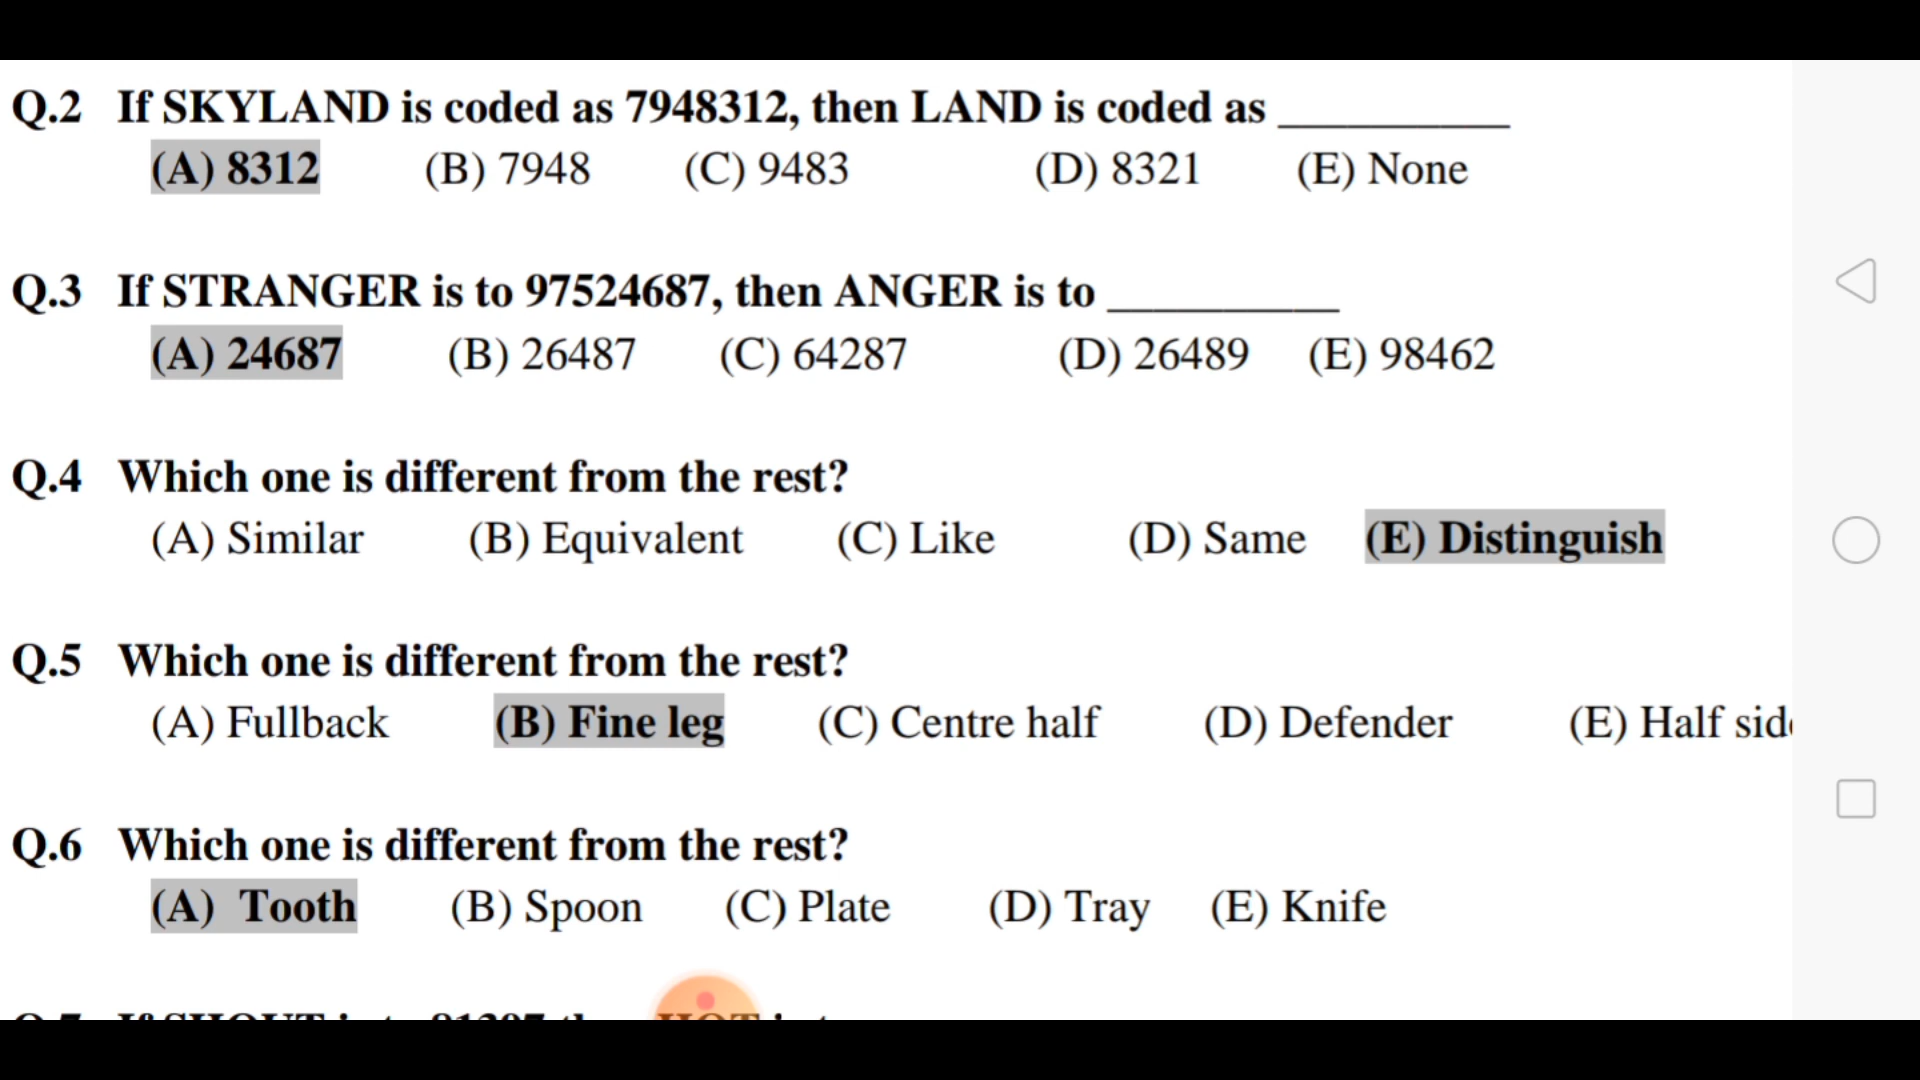 Q.2 If SKYLAND is coded as 7948312, then LAND is coded as __________
(A) 8312 (B) 7948 (C) 9483 (D) 8321 (E) None
Q.3 If STRANGER is to 97524687, then ANGER is to __________
(A) 24687 (B) 26487 (C) 64287 (D) 26489 (E) 98462
Q.4 Which one is different from the rest?
(A) Similar (B) Equivalent (C) Like (D) Same (E) Distinguish
Q.5 Which one is different from the rest?
(A) Fullback (B) Fine leg (C) Centre half (D) Defender (E) Half side
Q.6 Which one is different from the rest?
(A) Tooth (B) Spoon (C) Plate (D) Tray (E) Knife